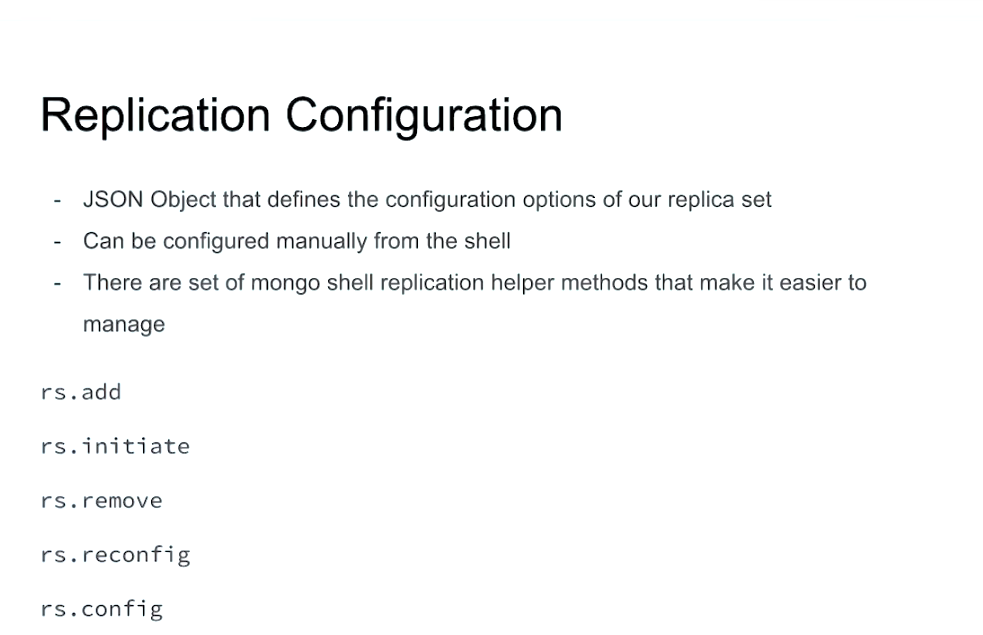 Replication Configuration
- JSON Object that defines the configuration options of our replica set
- Can be configured manually from the shell
- There are set of mongo shell replication helper methods that make it easier to
manage
rs.add
rs.initiate
rs.remove
rs.reconfig
rs.config